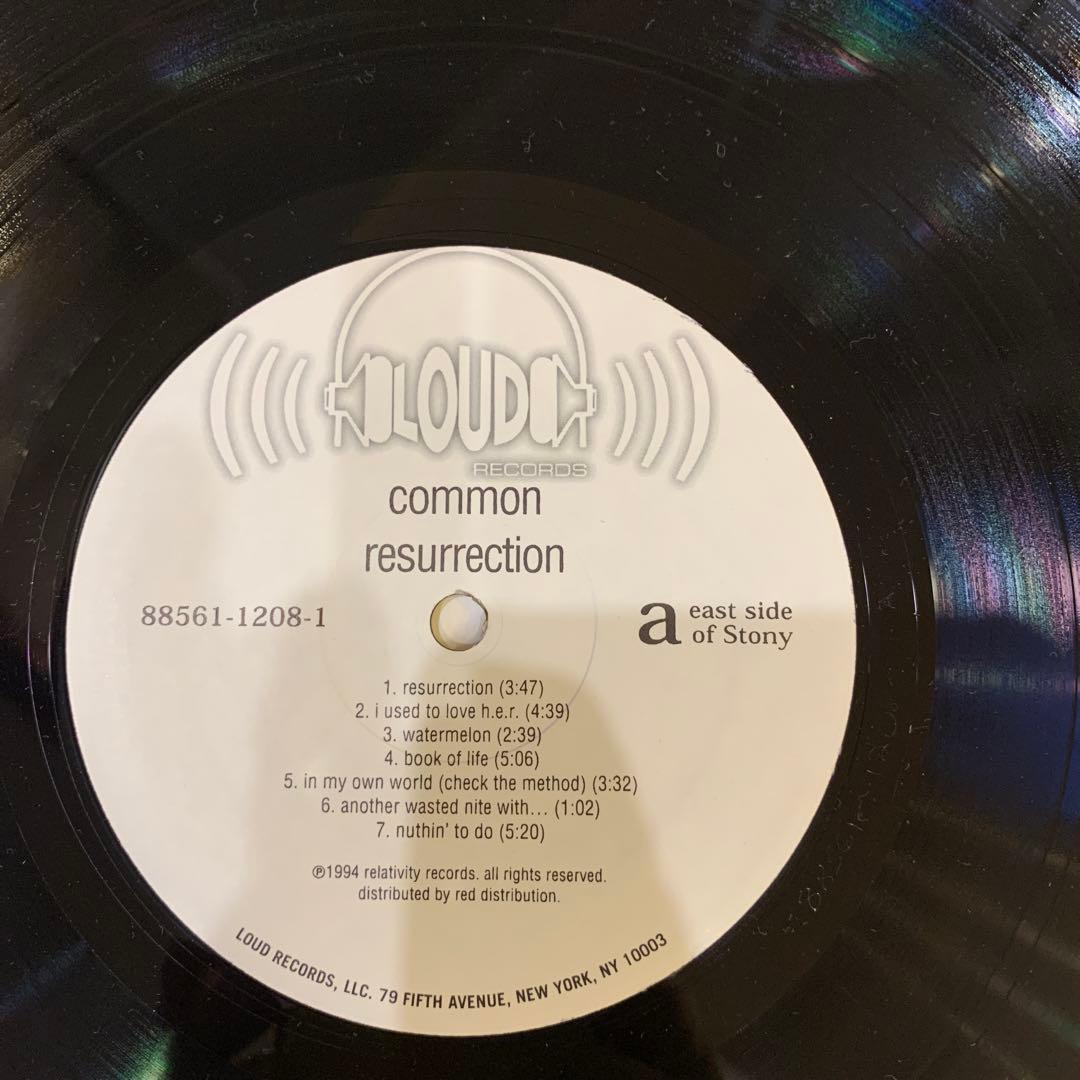 LOUD
RECORDS
common
resurrection
88561-1208-1
a east side
of Stony
1. resurrection (3:47)
2. i used to love h.e.r. (4:39)
3. watermelon (2:39)
4. book of life (5:06)
5. in my own world (check the method) (3:32)
6. another wasted nite with... (1:02)
7. nuthin' to do (5:20)
℗1994 relativity records. all rights reserved.
distributed by red distribution.
LOUD RECORDS, LLC. 79 FIFTH AVENUE, NEW YORK, NY 10003